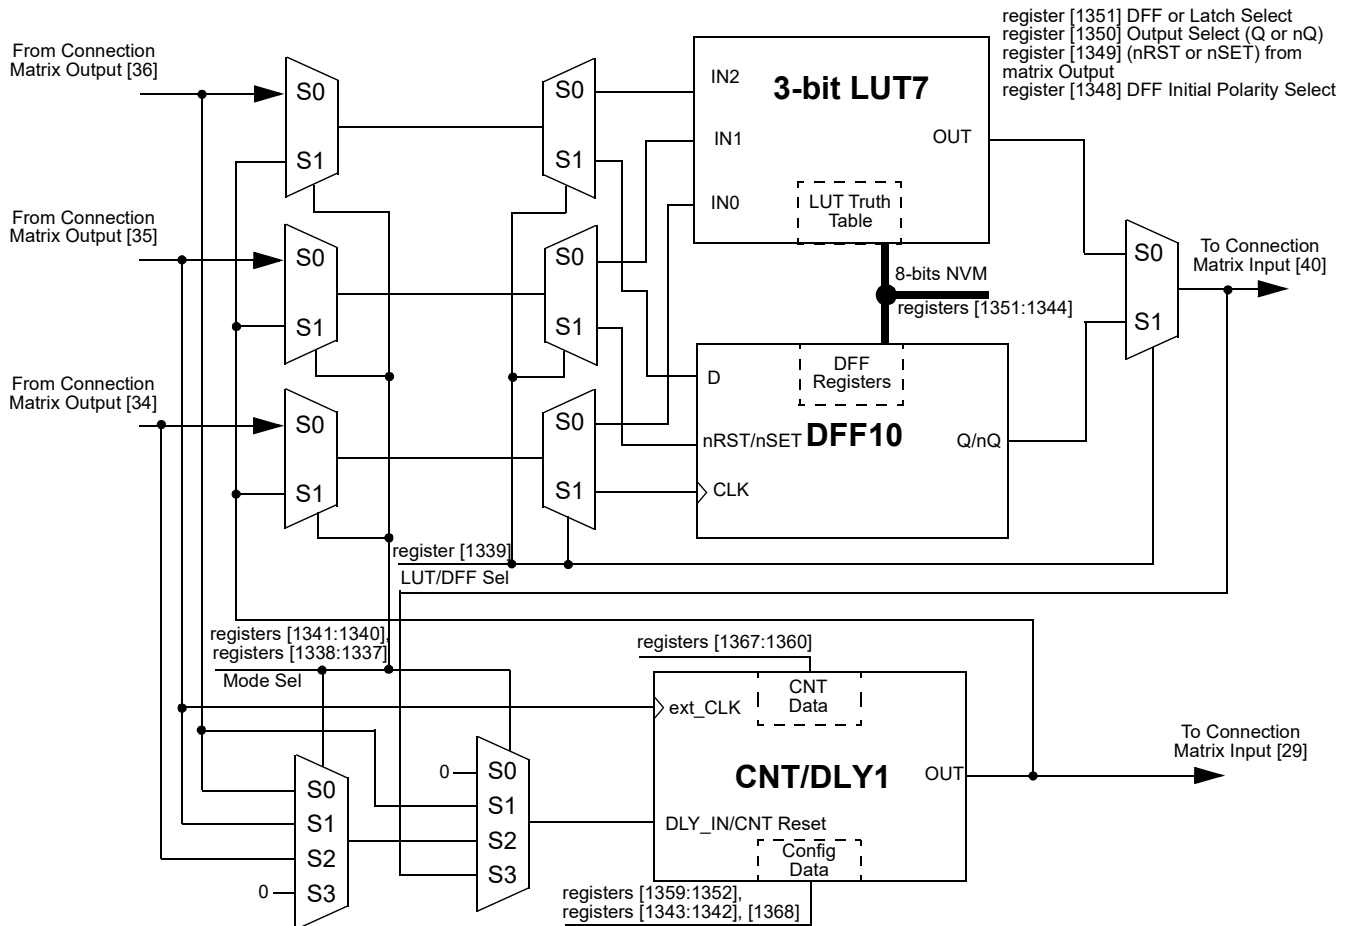 register [1351] DFF or Latch Select
register [1350] Output Select (Q or nQ)
register [1349] (nRST or nSET) from
matrix Output
register [1348] DFF Initial Polarity Select
From Connection
Matrix Output [36]
S0
S1
S0
S1
IN2
IN1
IN0
3-bit LUT7
OUT
LUT Truth
Table
From Connection
Matrix Output [35]
S0
S1
S0
S1
8-bits NVM
registers [1351:1344]
S0
S1
To Connection
Matrix Input [40]
From Connection
Matrix Output [34]
S0
S1
S0
S1
D
nRST/nSET
CLK
DFF
Registers
DFF10
Q/nQ
register [1339]
LUT/DFF Sel
registers [1341:1340],
registers [1338:1337]
Mode Sel
registers [1367:1360]
CNT
Data
ext_CLK
CNT/DLY1
OUT
DLY_IN/CNT Reset
Config
Data
To Connection
Matrix Input [29]
S0
S1
S2
S3
0
0
S0
S1
S2
S3
registers [1359:1352],
registers [1343:1342], [1368]